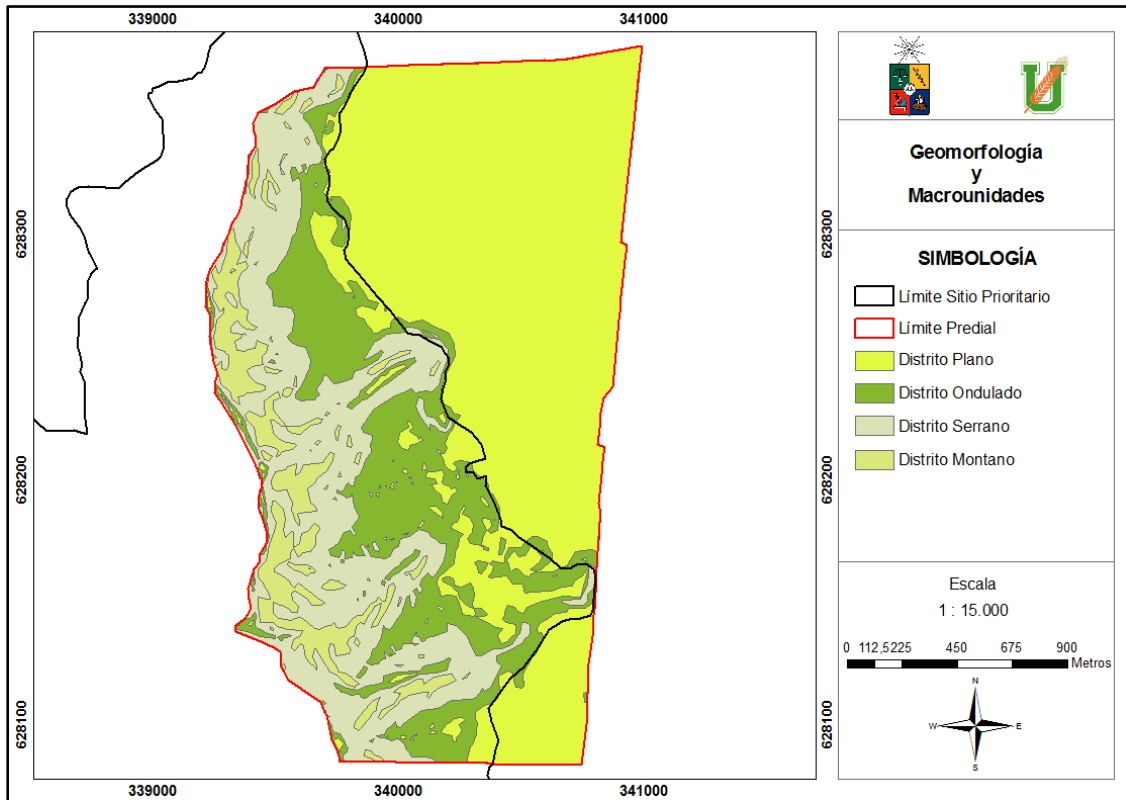 339000
340000
341000
628300
628200
628100
628300
628200
628100
339000
340000
341000
Geomorfología
y
Macrounidades
SIMBOLOGÍA
Límite Sitio Prioritario
Límite Predial
Distrito Plano
Distrito Ondulado
Distrito Serrano
Distrito Montano
Escala
1 : 15.000
0 112,5225 450 675 900
Metros
N
W E
S